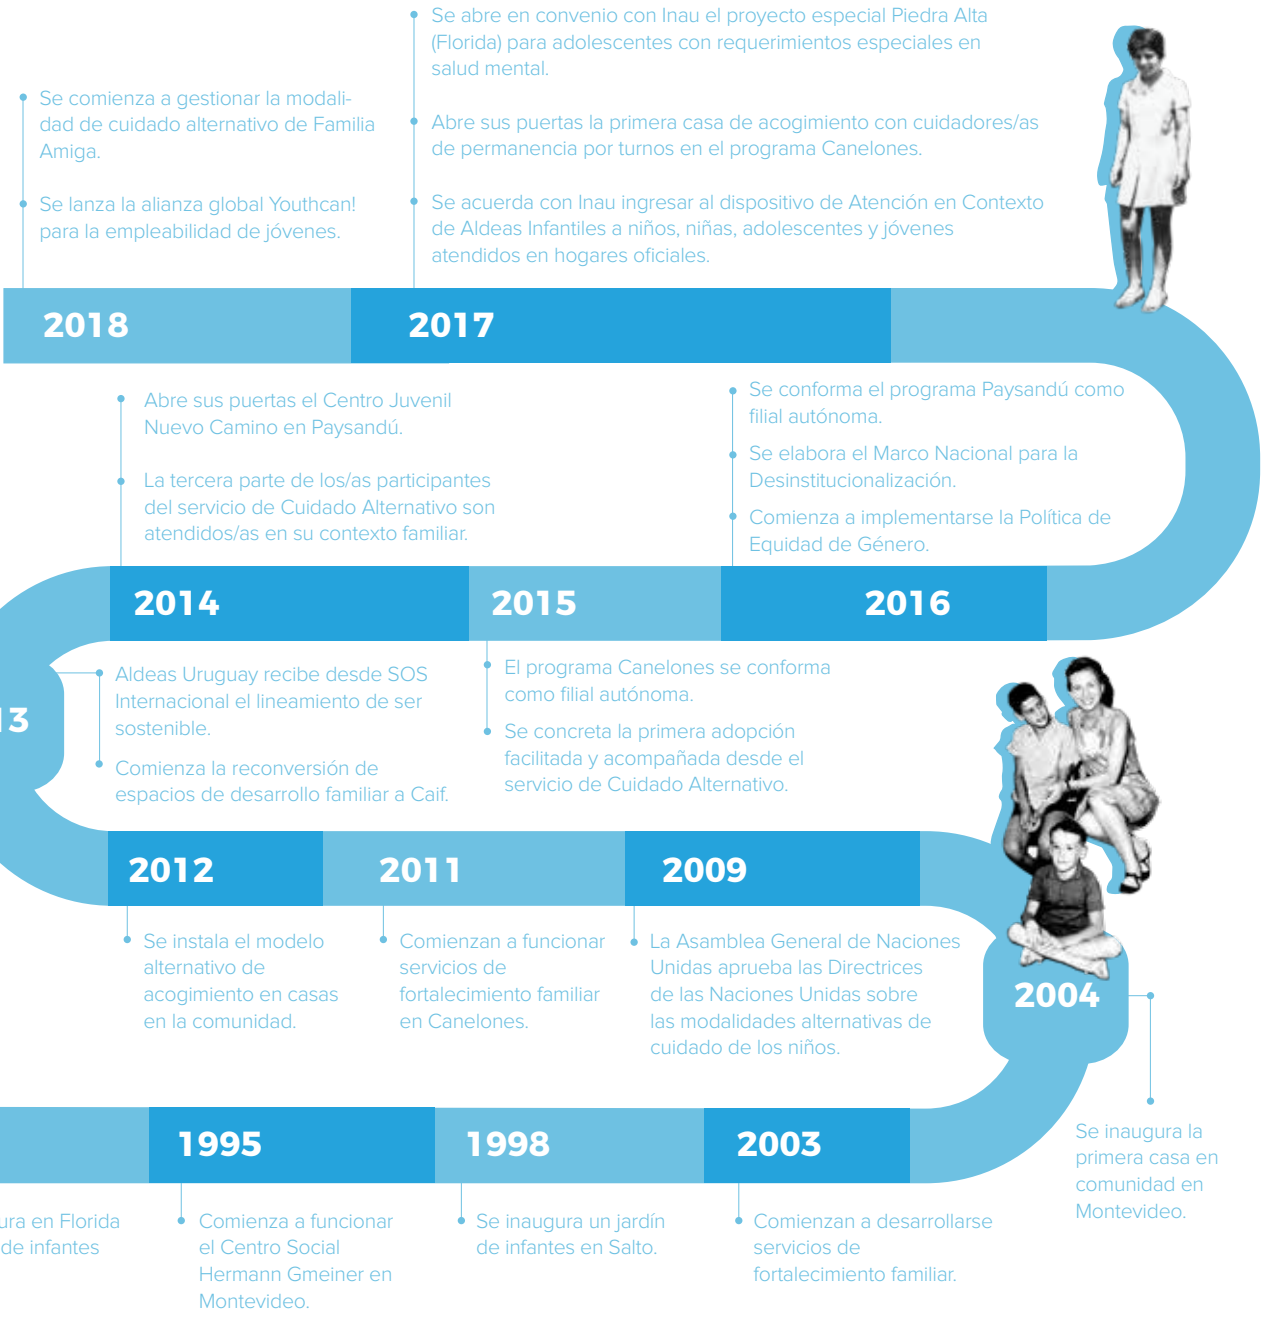 Se comienza a gestionar la modali-
dad de cuidado alternativo de Familia
Amiga.
Se lanza la alianza global Youthcan!
para la empleabilidad de jóvenes.
Se abre en convenio con Inau el proyecto especial Piedra Alta
(Florida) para adolescentes con requerimientos especiales en
salud mental.
Abre sus puertas la primera casa de acogimiento con cuidadores/as
de permanencia por turnos en el programa Canelones.
Se acuerda con Inau ingresar al dispositivo de Atención en Contexto
de Aldeas Infantiles a niños, niñas, adolescentes y jóvenes
atendidos en hogares oficiales.
2018
2017
Abre sus puertas el Centro Juvenil
Nuevo Camino en Paysandú.
La tercera parte de los/as participantes
del servicio de Cuidado Alternativo son
atendidos/as en su contexto familiar.
Se conforma el programa Paysandú como
filial autónoma.
Se elabora el Marco Nacional para la
Desinstitucionalización.
Comienza a implementarse la Política de
Equidad de Género.
2014
2015
2016
13
Aldeas Uruguay recibe desde SOS
Internacional el lineamiento de ser
sostenible.
Comienza la reconversión de
espacios de desarrollo familiar a Caif.
El programa Canelones se conforma
como filial autónoma.
Se concreta la primera adopción
facilitada y acompañada desde el
servicio de Cuidado Alternativo.
2012
2011
2009
Se instala el modelo
alternativo de
acogimiento en casas
en la comunidad.
Comienzan a funcionar
servicios de
fortalecimiento familiar
en Canelones.
La Asamblea General de Naciones
Unidas aprueba las Directrices
de las Naciones Unidas sobre
las modalidades alternativas de
cuidado de los niños.
2004
Se inaugura la
primera casa en
comunidad en
Montevideo.
1995
1998
2003
ura en Florida
de infantes
Comienza a funcionar
el Centro Social
Hermann Gmeiner en
Montevideo.
Se inaugura un jardín
de infantes en Salto.
Comienzan a desarrollarse
servicios de
fortalecimiento familiar.